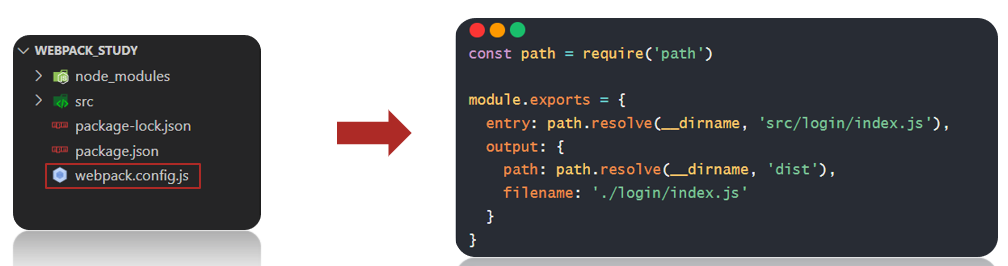 WEBPACK_STUDY
node_modules
src
package-lock.json
package.json
webpack.config.js
const path = require('path')
module.exports = {
  entry: path.resolve(__dirname, 'src/login/index.js'),
  output: {
    path: path.resolve(__dirname, 'dist'),
    filename: './login/index.js'
  }
}